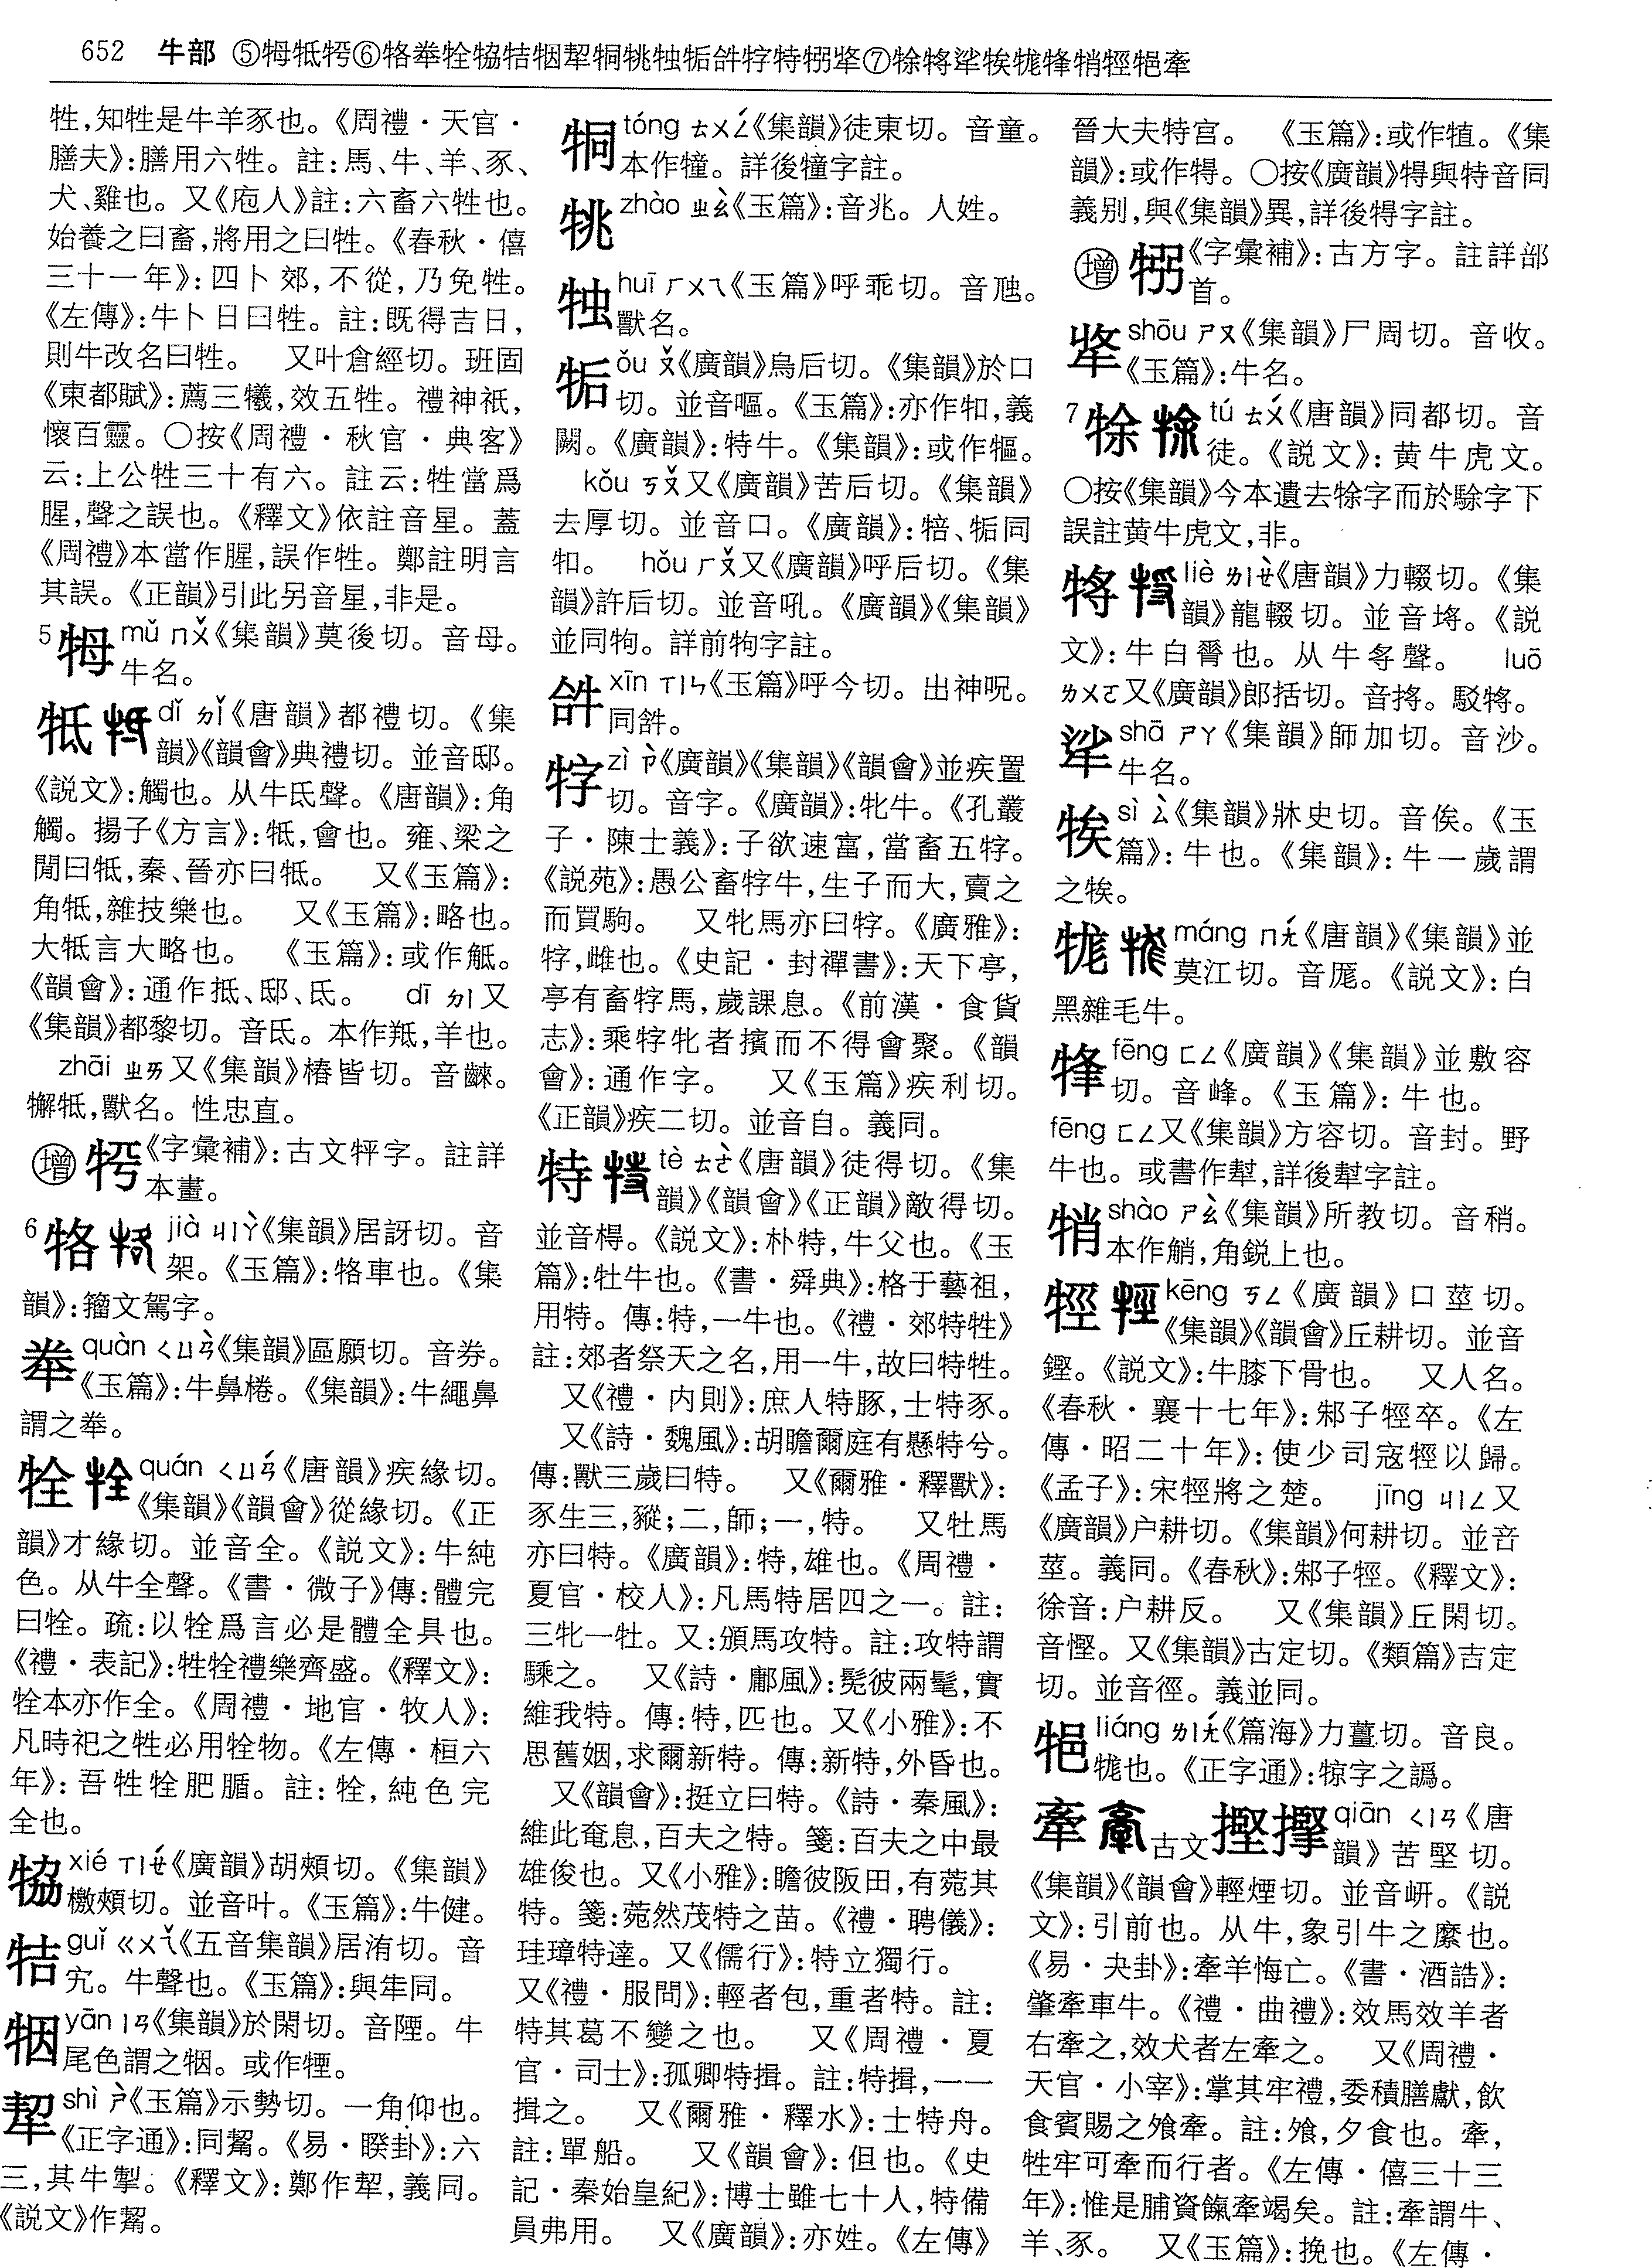 652 牛部 ⑤牳牴㸳⑥㸵牶牷㹂牯牰㸷㸗㸠㹀㸸㸹牸特牾㸺⑦㸻㸼㸽㹈牻㸿㹁牼㹃牽
牲,知牲是牛羊豕也。《周禮·天官·
膳夫》:膳用六牲。註:馬、牛、羊、豕、
犬、雞也。又《庖人》註:六畜六牲也。
始養之曰畜,將用之曰牲。《春秋·僖
三十一年》:四卜郊,不從,乃免牲。
《左傳》:牛卜日曰牲。註:既得吉日,
則牛改名曰牲。 又叶倉經切。班固
《東都賦》:薦三犧,效五牲。禮神祇,
懷百靈。○按《周禮·秋官·典客》
云:上公牲三十有六。註云:牲當爲
腥,聲之誤也。《釋文》依註音星。蓋
《周禮》本當作腥,誤作牲。鄭註明言
其誤。《正韻》引此另音星,非是。
5 牳 mǔ ㄇㄨˇ《集韻》莫後切。音母。
牛名。
牴 dǐ ㄉㄧˇ《唐韻》都禮切。《集
韻》《韻會》典禮切。並音邸。
《説文》:觸也。从牛氐聲。《唐韻》:角
觸。揚子《方言》:牴,會也。雍、梁之
閒曰牴,秦、晉亦曰牴。 又《玉篇》:
角牴,雜技樂也。 又《玉篇》:略也。
大牴言大略也。 《玉篇》:或作觝。
《韻會》:通作抵、邸、氐。 dī ㄉㄧ又
《集韻》都黎切。音氐。本作羝,羊也。
zhāi ㄓㄞ又《集韻》椿皆切。音齼。
獬牴,獸名。性忠直。
增 《字彙補》:古文牾字。註詳
本畫。
6 jià ㄐㄧㄚˋ《集韻》居訝切。音
架。《玉篇》:㸵車也。《集
韻》:籀文駕字。
牶 quàn ㄑㄩㄢˋ《集韻》區願切。音券。
《玉篇》:牛鼻棬。《集韻》:牛繩鼻
謂之牶。
牷 quán ㄑㄩㄢˊ《唐韻》疾緣切。
《集韻》《韻會》從緣切。《正
韻》才緣切。並音全。《説文》:牛純
色。从牛全聲。《書·微子》傳:體完
曰牷。疏:以牷爲言必是體全具也。
《禮·表記》:牲牷禮樂齊盛。《釋文》:
牷本亦作全。《周禮·地官·牧人》:
凡時祀之牲必用牷物。《左傳·桓六
年》:吾牲牷肥腯。註:牷,純色完
全也。
xié ㄒㄧㄝˊ《廣韻》胡頰切。《集韻》
檄頰切。並音叶。《玉篇》:牛健。
guǐ ㄍㄨㄟˇ《五音集韻》居洧切。音
宄。牛聲也。《玉篇》:與㸨同。
yān ㄧㄢ《集韻》於閑切。音陻。牛
尾色謂之㸶。或作㹈。
shì ㄕˋ《玉篇》示勢切。一角仰也。
《正字通》:同觢。《易·睽卦》:六
三,其牛掣。《釋文》:鄭作㸷,義同。
《説文》作觢。
tóng ㄊㄨㄥˊ《集韻》徒東切。音童。
本作犝。詳後犝字註。
zhào ㄓㄠˋ《玉篇》:音兆。人姓。
huī ㄏㄨㄟ《玉篇》呼乖切。音虺。
獸名。
ǒu ㄡˇ《廣韻》烏后切。《集韻》於口
切。並音嘔。《玉篇》:亦作㸸,義
闕。《廣韻》:特牛。《集韻》:或作㸸。
kǒu ㄎㄡˇ又《廣韻》苦后切。《集韻》
去厚切。並音口。《廣韻》:㸸、㸸同
㸬。 hǒu ㄏㄡˇ又《廣韻》呼后切。《集
韻》許后切。並音吼。《廣韻》《集韻》
並同㸪。詳前㸪字註。
xīn ㄒㄧㄣ《玉篇》呼今切。出神呪。
同㸹。
牸 zì ㄗˋ《廣韻》《集韻》《韻會》並疾置
切。音字。《廣韻》:牝牛。《孔叢
子·陳士義》:子欲速富,當畜五牸。
《説苑》:愚公畜牸牛,生子而大,賣之
而買駒。 又牝馬亦曰牸。《廣雅》:
牸,雌也。《史記·封禪書》:天下亭,
亭有畜牸馬,歲課息。《前漢·食貨
志》:乘牸牝者擯而不得會聚。《韻
會》:通作字。 又《玉篇》疾利切。
《正韻》疾二切。並音自。義同。
特 tè ㄊㄜˋ《唐韻》徒得切。《集
韻》《韻會》《正韻》敵得切。
並音棏。《説文》:朴特,牛父也。《玉
篇》:牡牛也。《書·舜典》:格于藝祖,
用特。傳:特,一牛也。《禮·郊特牲》
註:郊者祭天之名,用一牛,故曰特牲。
又《禮·内則》:庶人特豚,士特豕。
又《詩·魏風》:胡瞻爾庭有懸特兮。
傳:獸三歲曰特。 又《爾雅·釋獸》:
豕生三,豵;二,師;一,特。 又牡馬
亦曰特。《廣韻》:特,雄也。《周禮·
夏官·校人》:凡馬特居四之一。註:
三牝一牡。又:頒馬攻特。註:攻特謂
騬之。 又《詩·鄘風》:髧彼兩髦,實
維我特。傳:特,匹也。又《小雅》:不
思舊姻,求爾新特。傳:新特,外昏也。
又《韻會》:挺立曰特。《詩·秦風》:
維此奄息,百夫之特。箋:百夫之中最
雄俊也。又《小雅》:瞻彼阪田,有菀其
特。箋:菀然茂特之苗。《禮·聘儀》:
珪璋特達。又《儒行》:特立獨行。
又《禮·服問》:輕者包,重者特。註:
特其葛不變之也。 又《周禮·夏
官·司士》:孤卿特揖。註:特揖,一一
揖之。 又《爾雅·釋水》:士特舟。
註:單船。 又《韻會》:但也。《史
記·秦始皇紀》:博士雖七十人,特備
員弗用。 又《廣韻》:亦姓。《左傳》
晉大夫特宫。 《玉篇》:或作犆。《集
韻》:或作㝵。○按《廣韻》㝵與特音同
義别,與《集韻》異,詳後㝵字註。
增 《字彙補》:古方字。註詳部
首。
shōu ㄕㄡ《集韻》尸周切。音收。
《玉篇》:牛名。
7 tú ㄊㄨˊ《唐韻》同都切。音
徒。《説文》:黄牛虎文。
○按《集韻》今本遺去㻌字而於駼字下
誤註黄牛虎文,非。
liè ㄌㄧㄝˋ《唐韻》力輟切。《集
韻》龍輟切。並音埓。《説
文》:牛白脊也。从牛寽聲。 luō
ㄌㄨㄛ又《廣韻》郎括切。音捋。駁㸹。
shā ㄕㄚ《集韻》師加切。音沙。
牛名。
sì ㄙˋ《集韻》牀史切。音俟。《玉
篇》:牛也。《集韻》:牛一歲謂
之㹈。
牻 máng ㄇㄤˊ《唐韻》《集韻》並
莫江切。音厖。《説文》:白
黑雜毛牛。
fēng ㄈㄥ《廣韻》《集韻》並敷容
切。音峰。《玉篇》:牛也。
fēng ㄈㄥ又《集韻》方容切。音封。野
牛也。或書作犎,詳後犎字註。
shào ㄕㄠˋ《集韻》所教切。音稍。
本作䚫,角鋭上也。
牼 kēng ㄎㄥ《廣韻》口莖切。
《集韻》《韻會》丘耕切。並音
鏗。《説文》:牛膝下骨也。 又人名。
《春秋·襄十七年》:邾子牼卒。《左
傳·昭二十年》:使少司寇牼以歸。
《孟子》:宋牼將之楚。 jīng ㄐㄧㄥ又
《廣韻》户耕切。《集韻》何耕切。並音
莖。義同。《春秋》:邾子牼。《釋文》:
徐音:户耕反。 又《集韻》丘閑切。
音慳。又《集韻》古定切。《類篇》吉定
切。並音徑。義並同。
liáng ㄌㄧㄤˊ《篇海》力薑切。音良。
牻也。《正字通》:㹁字之譌。
牽 古文 qiān ㄑㄧㄢ《唐
韻》苦堅切。
《集韻》《韻會》輕煙切。並音岍。《説
文》:引前也。从牛,象引牛之縻也。
《易·夬卦》:牽羊悔亡。《書·酒誥》:
肇牽車牛。《禮·曲禮》:效馬效羊者
右牽之,效犬者左牽之。 又《周禮·
天官·小宰》:掌其牢禮,委積膳獻,飲
食賓賜之飧牽。註:飧,夕食也。牽,
牲牢可牽而行者。《左傳·僖三十三
年》:惟是脯資餼牽竭矣。註:牽謂牛、
羊、豕。 又《玉篇》:挽也。《左傳·